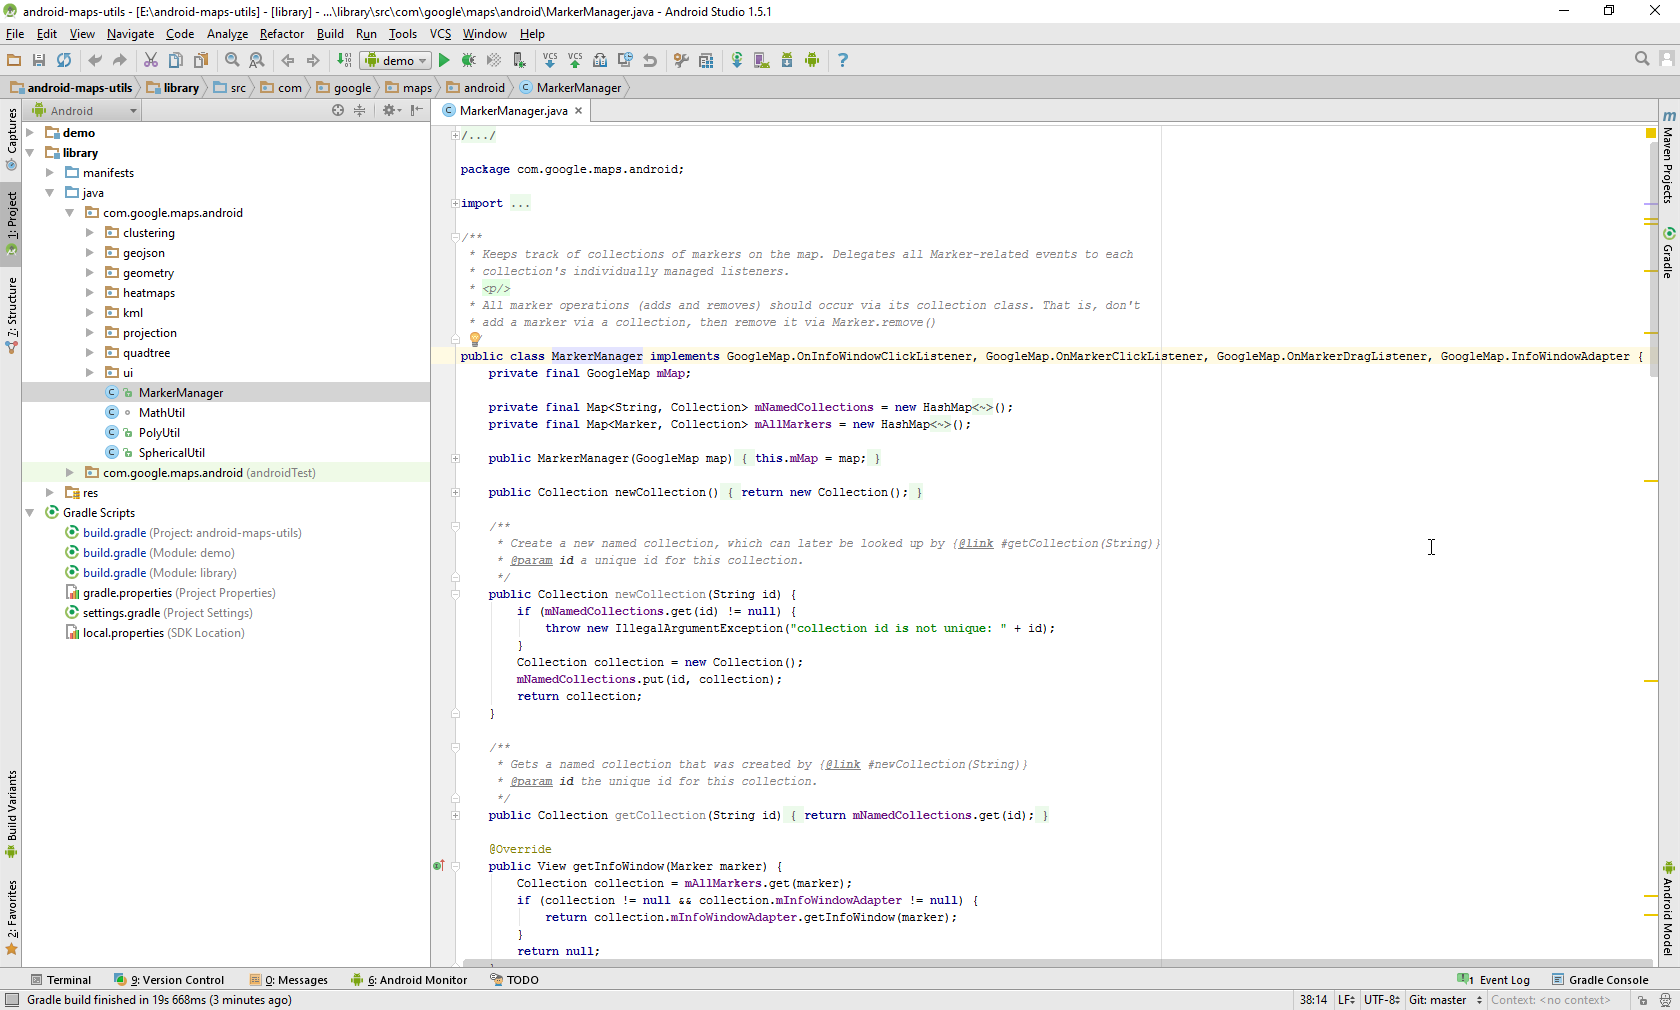 android-maps-utils - [E:\android-maps-utils] - [library] - ...\library\src\com\google\maps\android\MarkerManager.java - Android Studio 1.5.1
File Edit View Navigate Code Analyze Refactor Build Run Tools VCS Window Help
demo
VCS VCS
android-maps-utils library src com google maps android MarkerManager
Android
MarkerManager.java
Captures
1: Project
7: Structure
Build Variants
2: Favorites
demo
library
manifests
java
com.google.maps.android
clustering
geojson
geometry
heatmaps
kml
projection
quadtree
ui
MarkerManager
MathUtil
PolyUtil
SphericalUtil
com.google.maps.android (androidTest)
res
Gradle Scripts
build.gradle (Project: android-maps-utils)
build.gradle (Module: demo)
build.gradle (Module: library)
gradle.properties (Project Properties)
settings.gradle (Project Settings)
local.properties (SDK Location)
/.../
package com.google.maps.android;
import ...
/**
* Keeps track of collections of markers on the map. Delegates all Marker-related events to each
* collection's individually managed listeners.
* <p/>
* All marker operations (adds and removes) should occur via its collection class. That is, don't
* add a marker via a collection, then remove it via Marker.remove()
public class MarkerManager implements GoogleMap.OnInfoWindowClickListener, GoogleMap.OnMarkerClickListener, GoogleMap.OnMarkerDragListener, GoogleMap.InfoWindowAdapter {
private final GoogleMap mMap;
private final Map<String, Collection> mNamedCollections = new HashMap<~>();
private final Map<Marker, Collection> mAllMarkers = new HashMap<~>();
public MarkerManager(GoogleMap map) { this.mMap = map; }
public Collection newCollection() { return new Collection(); }
/**
* Create a new named collection, which can later be looked up by {@link #getCollection(String)}
* @param id a unique id for this collection.
*/
public Collection newCollection(String id) {
if (mNamedCollections.get(id) != null) {
throw new IllegalArgumentException("collection id is not unique: " + id);
}
Collection collection = new Collection();
mNamedCollections.put(id, collection);
return collection;
}
/**
* Gets a named collection that was created by {@link #newCollection(String)}
* @param id the unique id for this collection.
*/
public Collection getCollection(String id) { return mNamedCollections.get(id); }
@Override
public View getInfoWindow(Marker marker) {
Collection collection = mAllMarkers.get(marker);
if (collection != null && collection.mInfoWindowAdapter != null) {
return collection.mInfoWindowAdapter.getInfoWindow(marker);
}
return null;
m Maven Projects
Gradle
Android Model
Terminal 9: Version Control 0: Messages 6: Android Monitor TODO 1 Event Log Gradle Console
Gradle build finished in 19s 668ms (3 minutes ago) 38:14 LF UTF-8 Git: master Context: <no context>